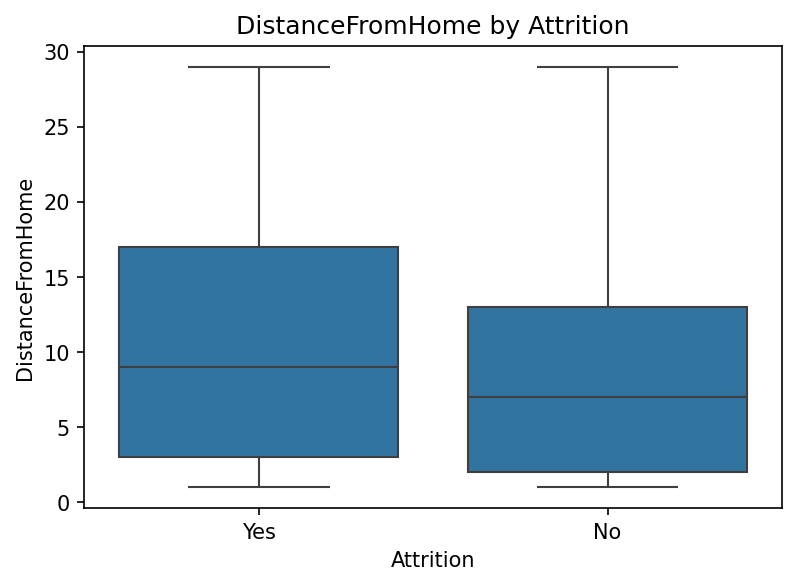 DistanceFromHome by Attrition
DistanceFromHome
30
25
20
15
10
5
0
Yes
No
Attrition